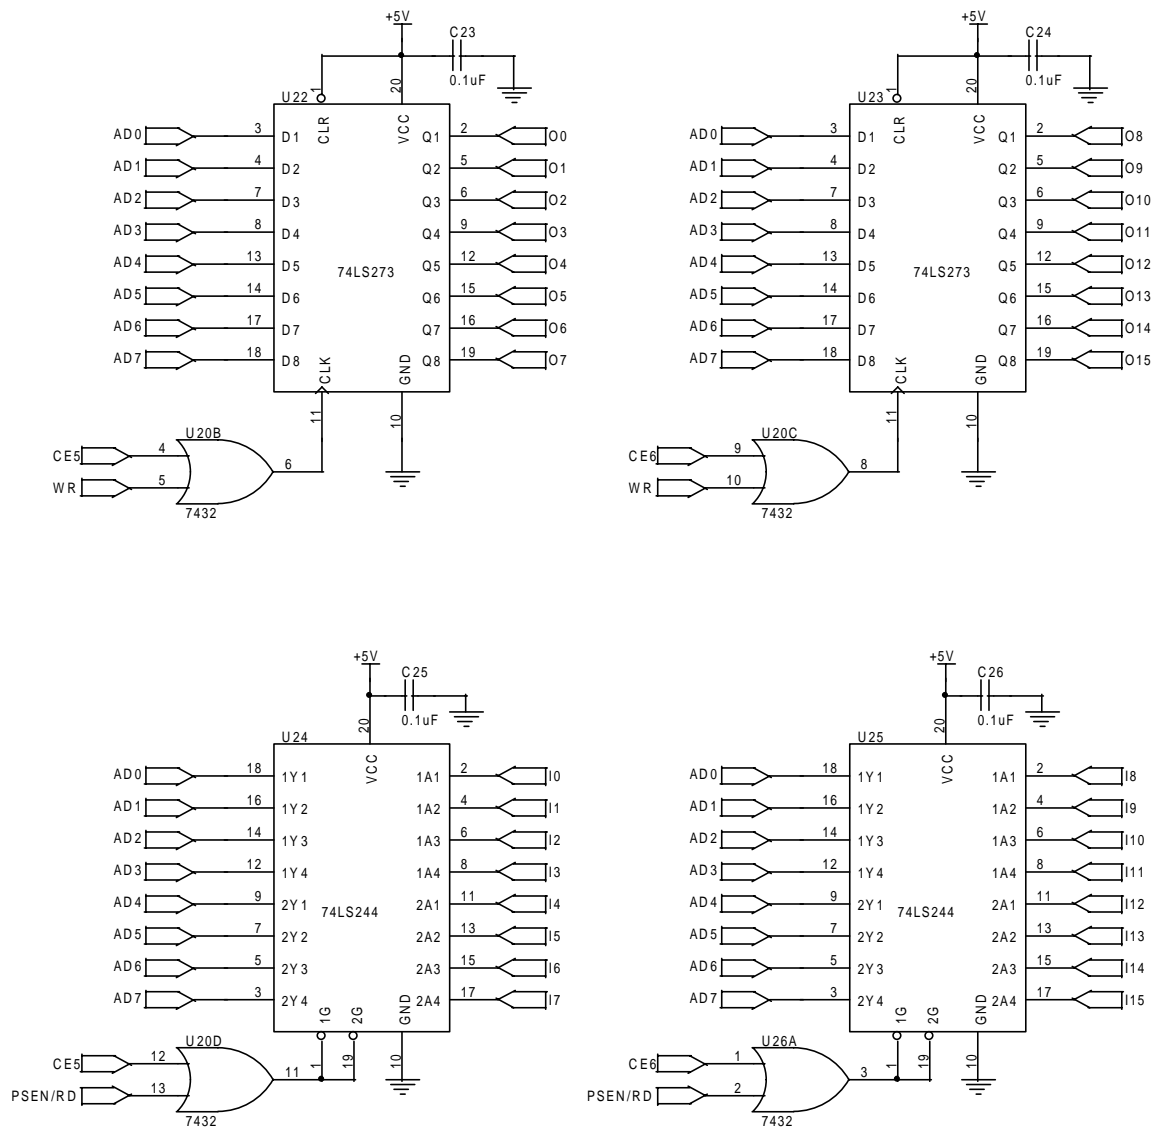 +5V
C23
0.1uF
1
20
U22
CLR
VCC
AD0 3 D1 Q1 2 O0
AD1 4 D2 Q2 5 O1
AD2 7 D3 Q3 6 O2
AD3 8 D4 Q4 9 O3
AD4 13 D5 Q5 12 O4
74LS273
AD5 14 D6 Q6 15 O5
AD6 17 D7 Q7 16 O6
AD7 18 D8 Q8 19 O7
CLK
GND
11
10
U20B
CE5 4
6
WR 5
7432
+5V
C24
0.1uF
1
20
U23
CLR
VCC
AD0 3 D1 Q1 2 O8
AD1 4 D2 Q2 5 O9
AD2 7 D3 Q3 6 O10
AD3 8 D4 Q4 9 O11
AD4 13 D5 Q5 12 O12
74LS273
AD5 14 D6 Q6 15 O13
AD6 17 D7 Q7 16 O14
AD7 18 D8 Q8 19 O15
CLK
GND
11
10
U20C
CE6 9
8
WR 10
7432
+5V
C25
0.1uF
20
U24
VCC
AD0 18 1Y1 1A1 2 I0
AD1 16 1Y2 1A2 4 I1
AD2 14 1Y3 1A3 6 I2
AD3 12 1Y4 1A4 8 I3
AD4 9 2Y1 2A1 11 I4
74LS244
AD5 7 2Y2 2A2 13 I5
AD6 5 2Y3 2A3 15 I6
AD7 3 2Y4 2A4 17 I7
1G
2G
GND
1
19
10
U20D
CE5 12
11
PSEN/RD 13
7432
+5V
C26
0.1uF
20
U25
VCC
AD0 18 1Y1 1A1 2 I8
AD1 16 1Y2 1A2 4 I9
AD2 14 1Y3 1A3 6 I10
AD3 12 1Y4 1A4 8 I11
AD4 9 2Y1 2A1 11 I12
74LS244
AD5 7 2Y2 2A2 13 I13
AD6 5 2Y3 2A3 15 I14
AD7 3 2Y4 2A4 17 I15
1G
2G
GND
1
19
10
U26A
CE6 1
3
PSEN/RD 2
7432